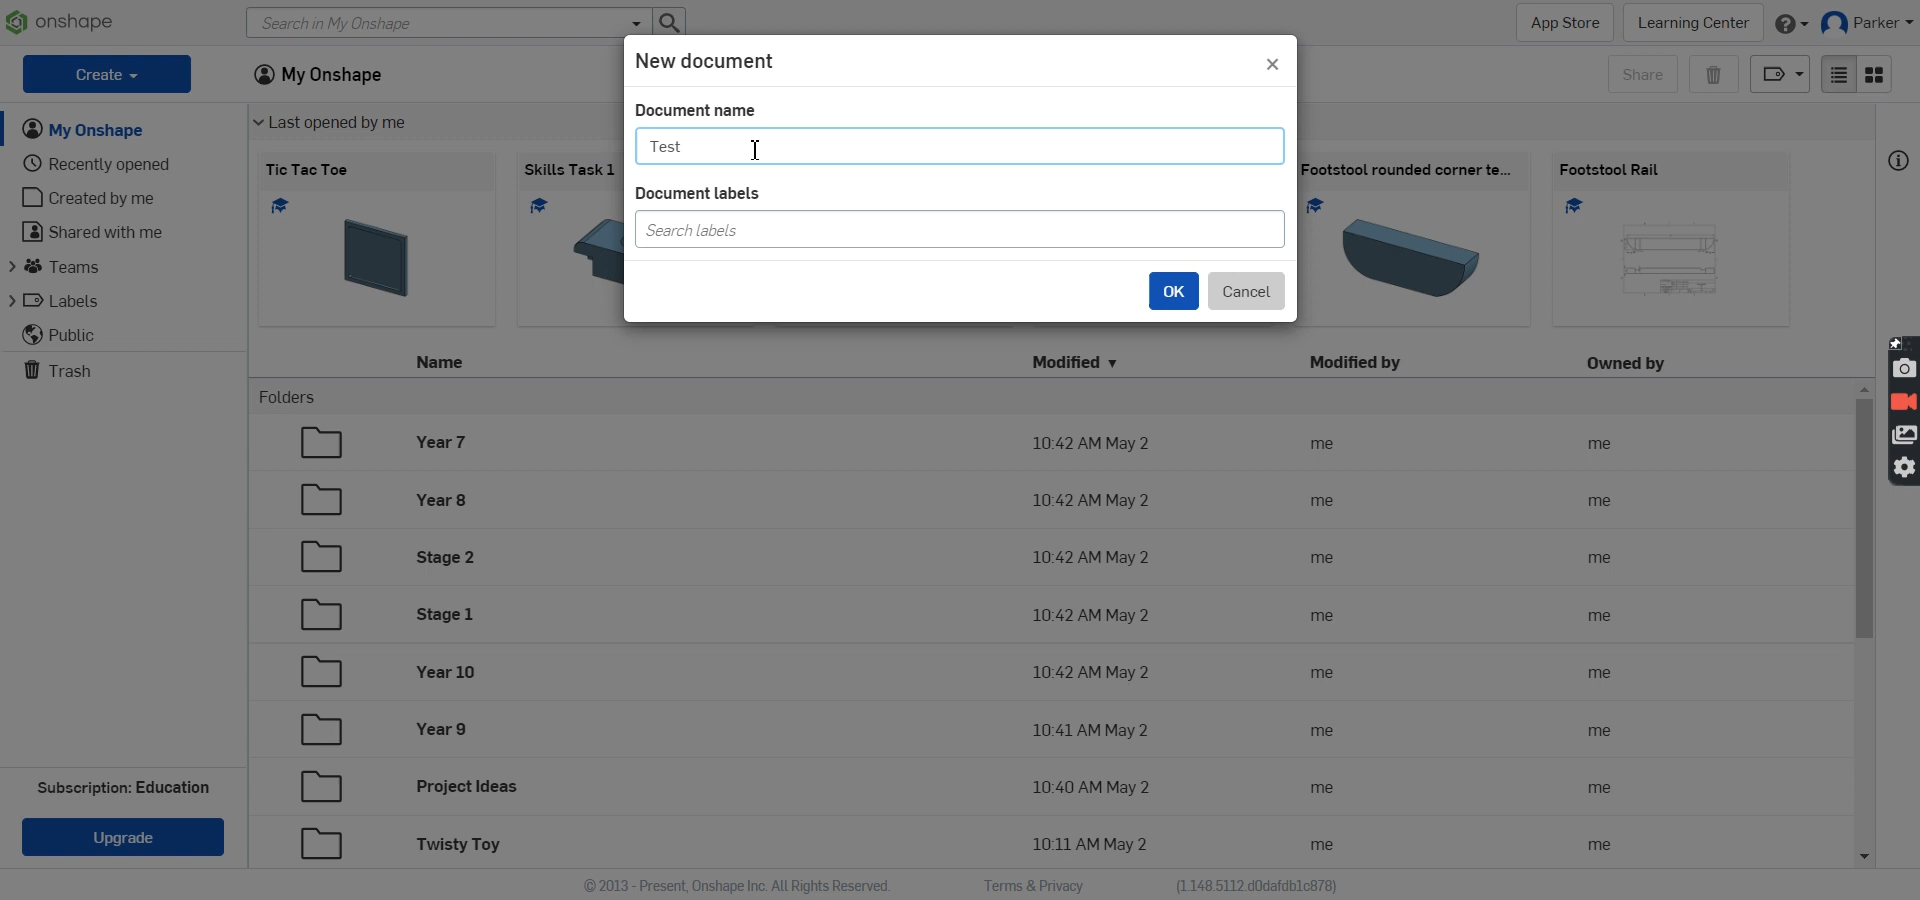 onshape
Search in My Onshape
App Store
Learning Center
Parker
Create
My Onshape
Share
New document
×
Document name
Test
Document labels
Search labels
OK
Cancel
My Onshape
Recently opened
Created by me
Shared with me
Teams
Labels
Public
Trash
Last opened by me
Tic Tac Toe
Skills Task 1
Footstool rounded corner te...
Footstool Rail
Name Modified ▼ Modified by Owned by
Folders
Year 7 10:42 AM May 2 me me
Year 8 10:42 AM May 2 me me
Stage 2 10:42 AM May 2 me me
Stage 1 10:42 AM May 2 me me
Year 10 10:42 AM May 2 me me
Year 9 10:41 AM May 2 me me
Project Ideas 10:40 AM May 2 me me
Twisty Toy 10:11 AM May 2 me me
Subscription: Education
Upgrade
© 2013 - Present, Onshape Inc. All Rights Reserved. Terms & Privacy (1.148.5112.d0dafdb1c878)